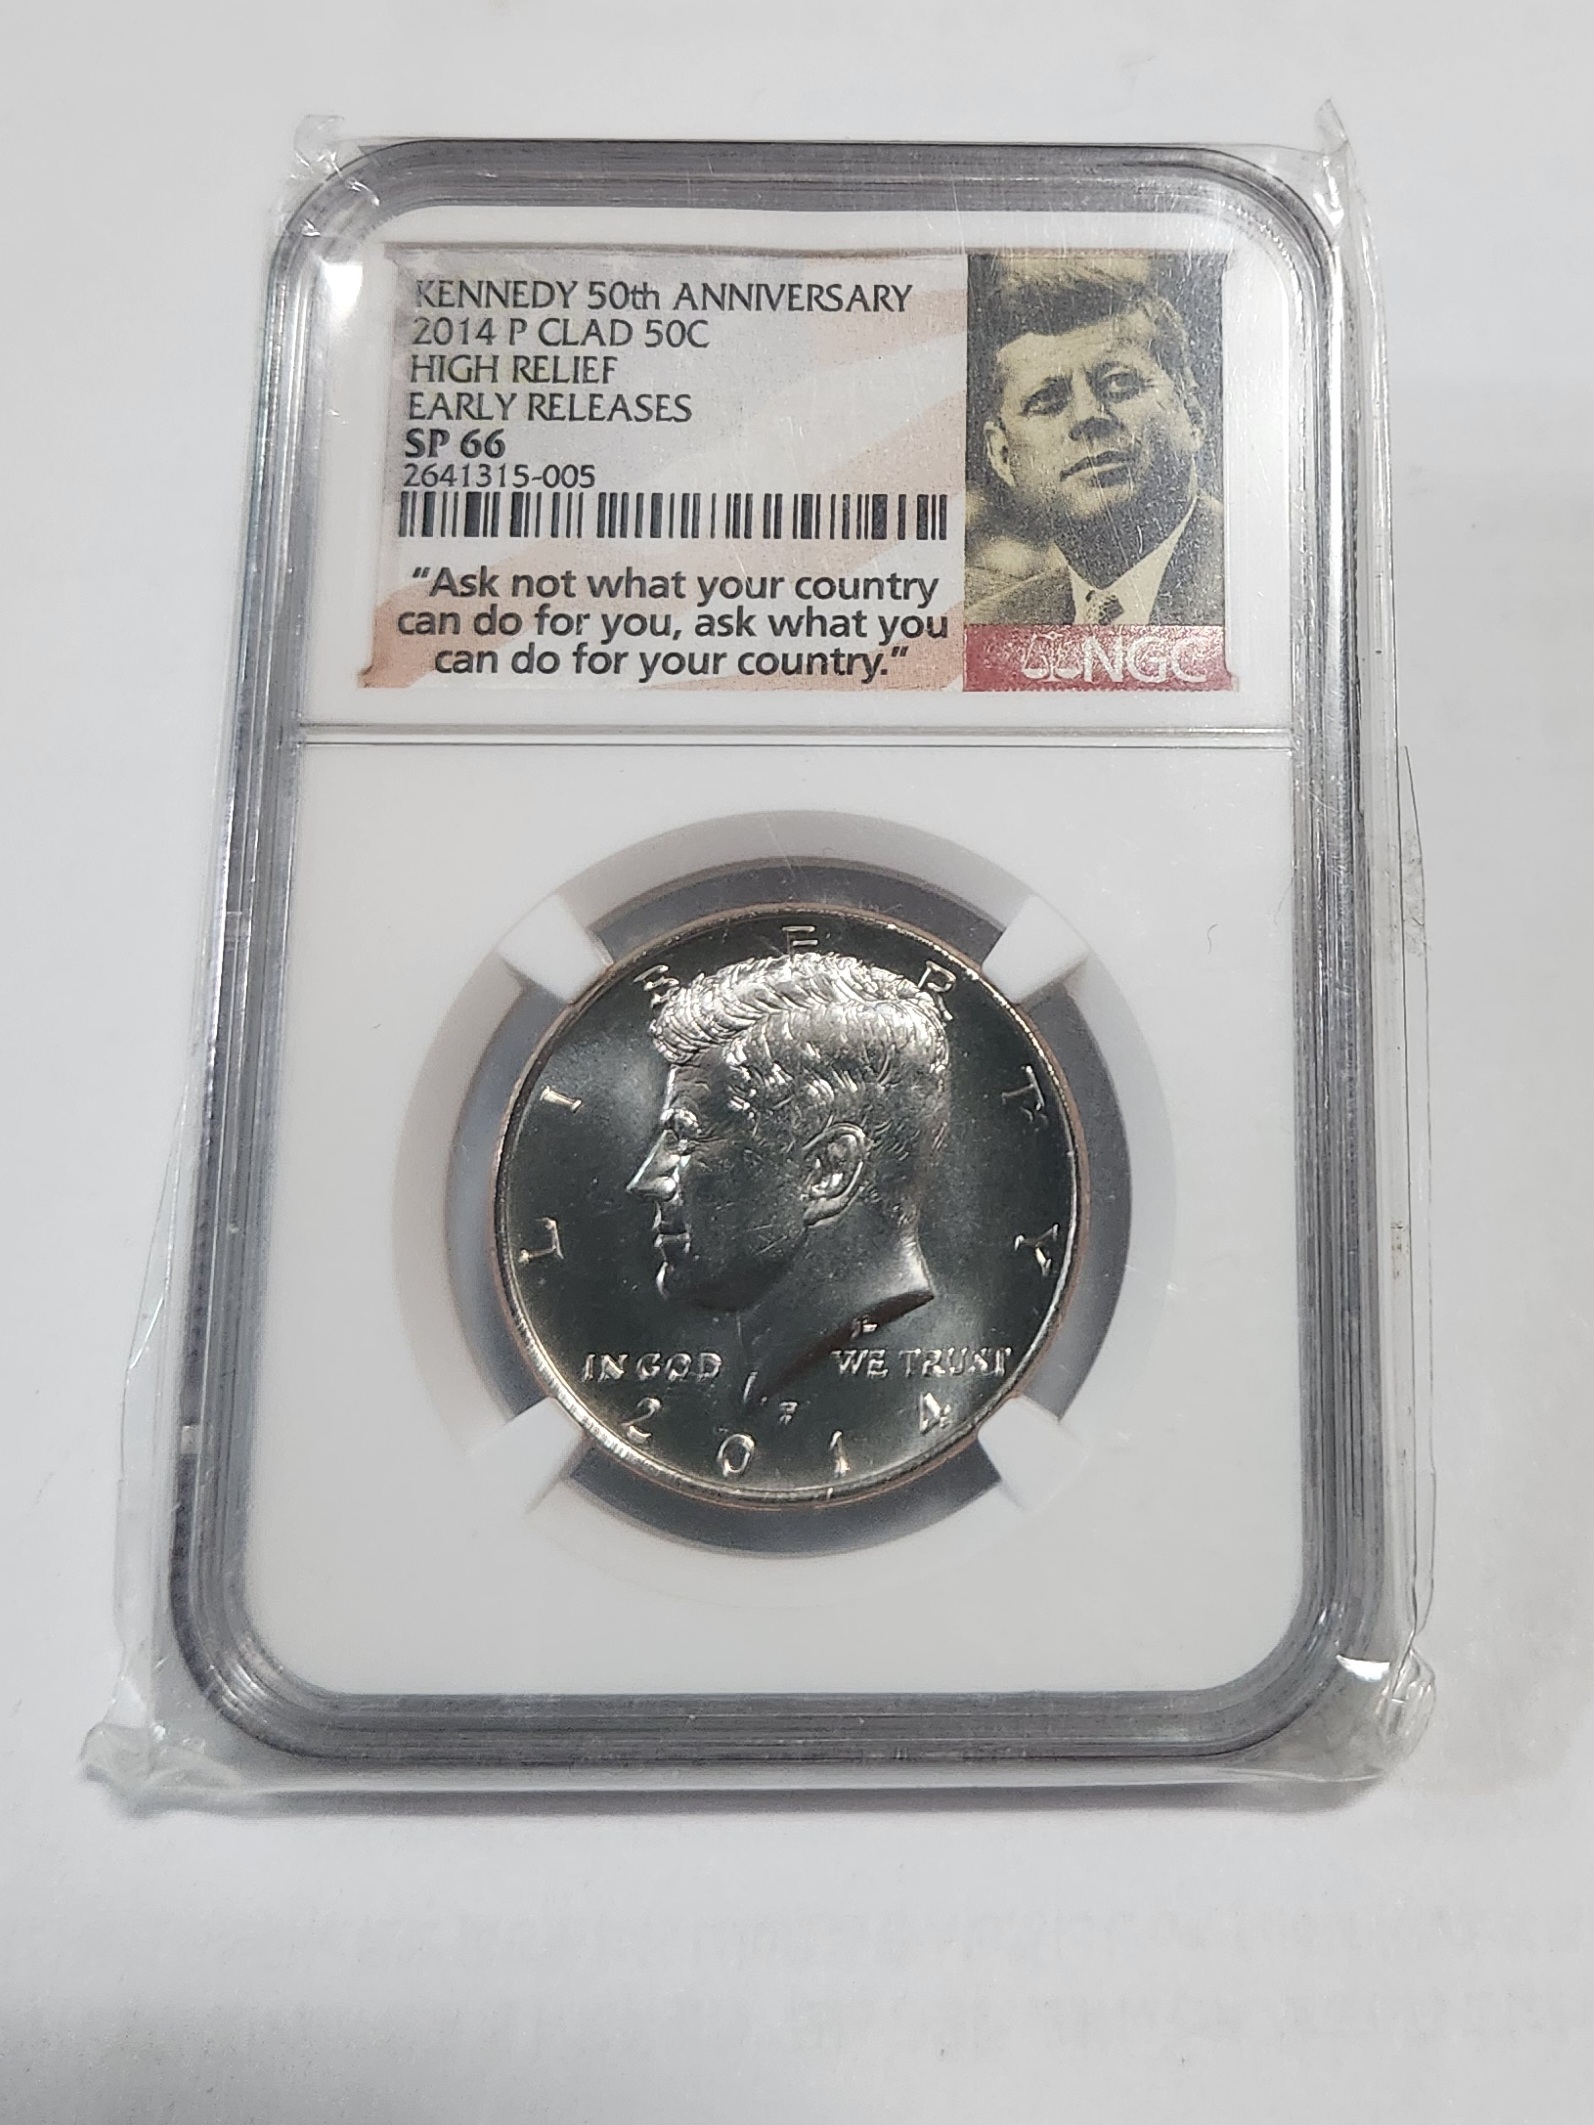 KENNEDY 50th ANNIVERSARY
2014 P CLAD 50C
HIGH RELIEF
EARLY RELEASES
SP 66
2641315-005
“Ask not what your country
can do for you, ask what you
can do for your country.”
NGC
LIBERTY
IN GOD WE TRUST
P
2014